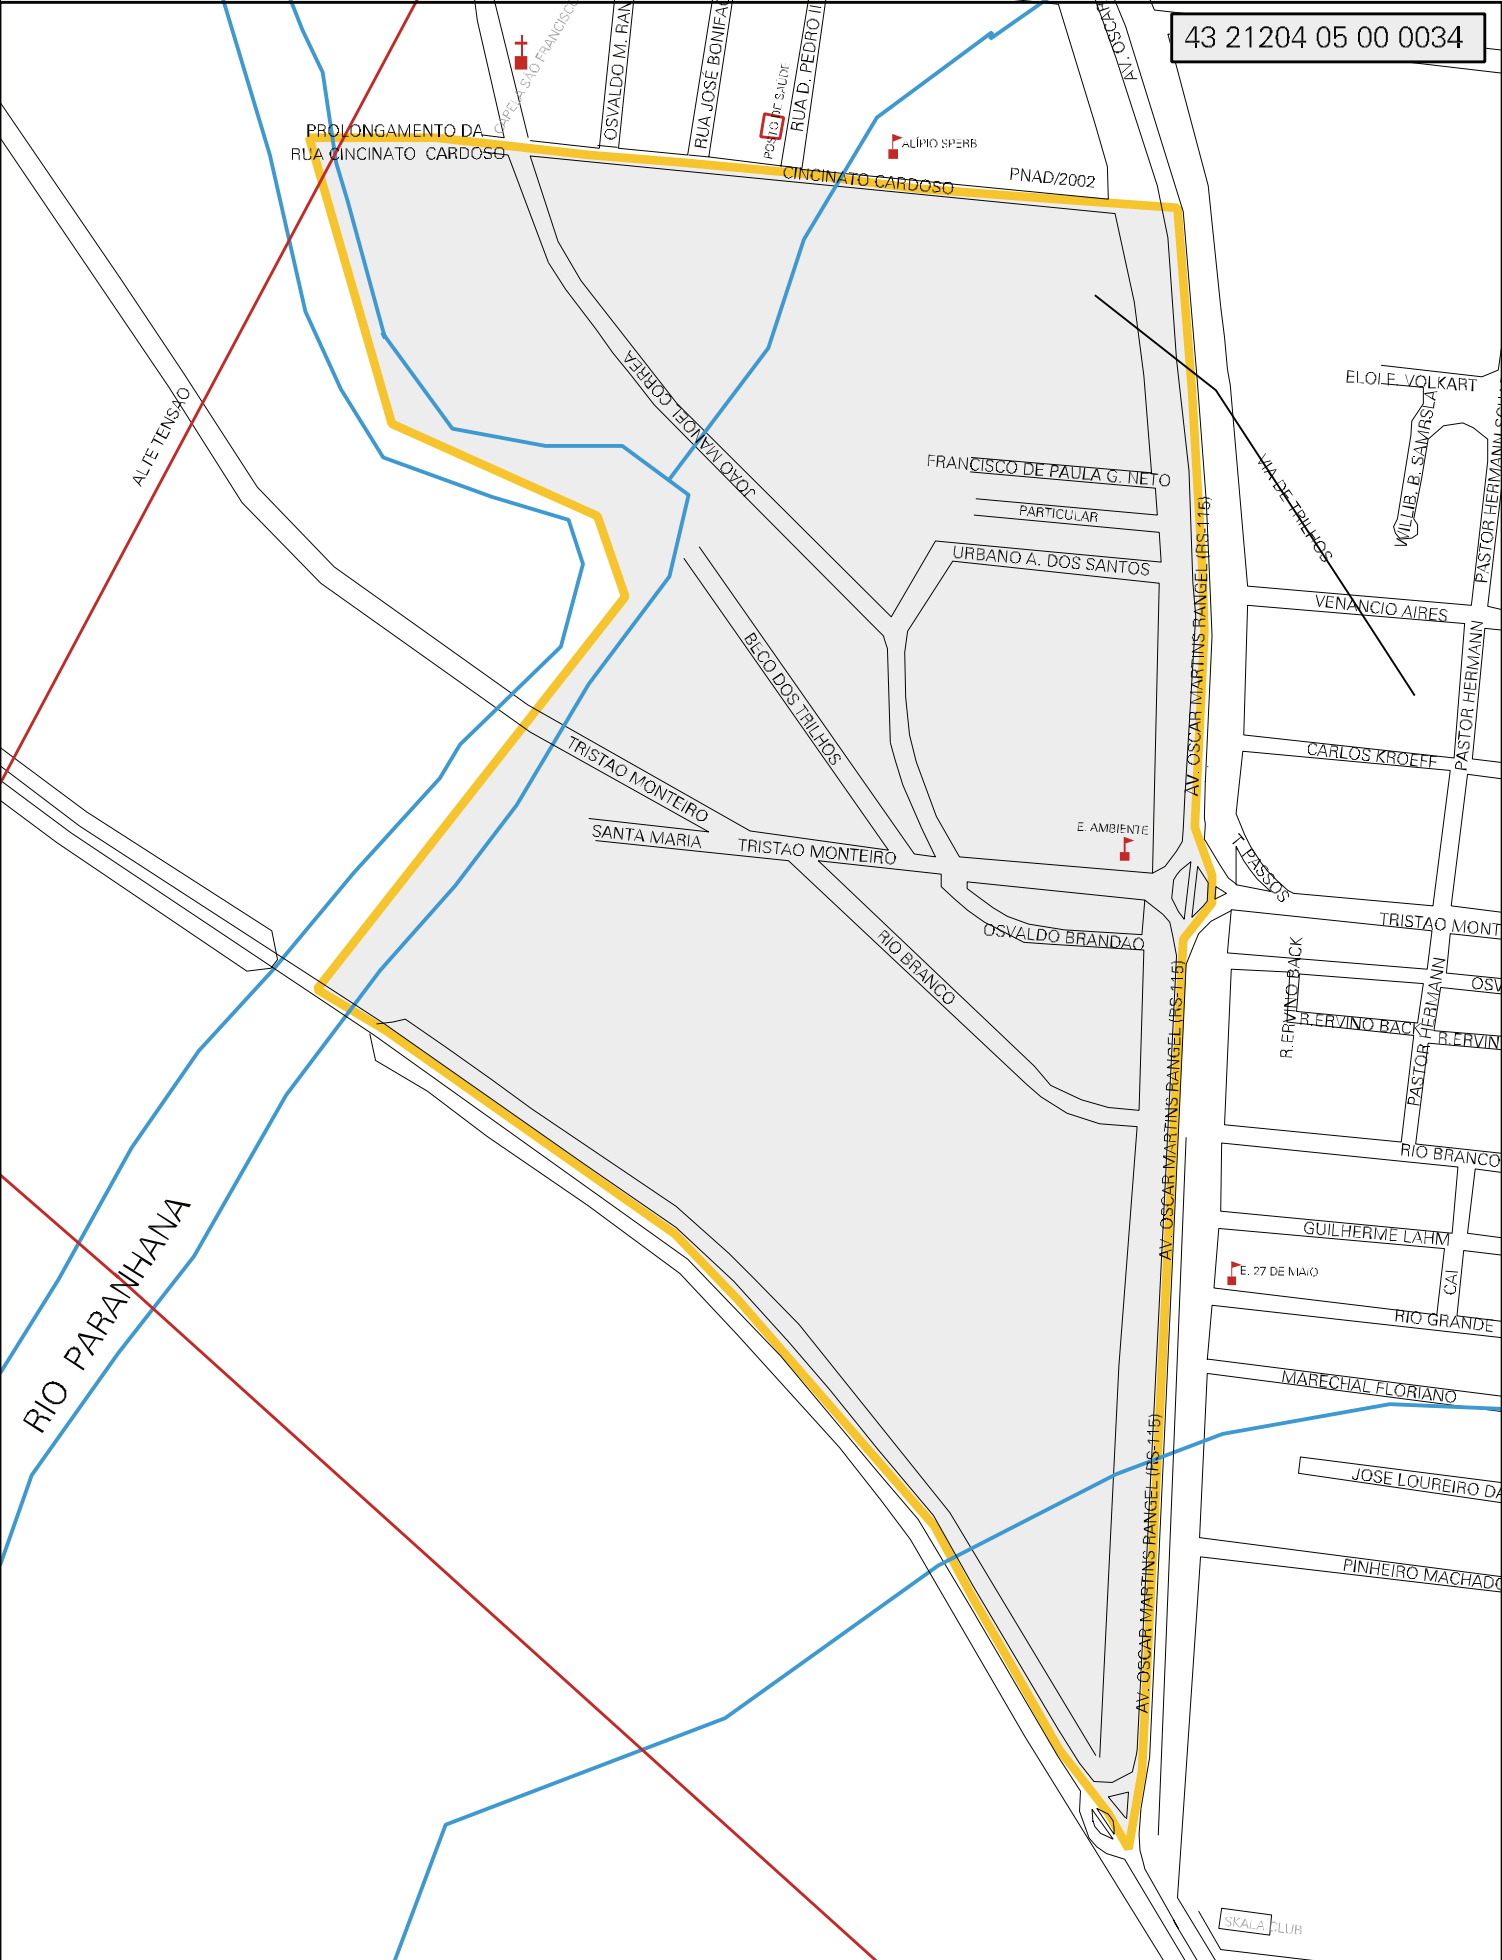 43 21204 05 00 0034
AV. OSCAR
CAPELA SÃO FRANCISCO
OSVALDO M. RAN
RUA JOSÉ BONIFAC
POSTO DE SAÚDE
RUA D. PEDRO II
PROLONGAMENTO DA
RUA CINCINATO CARDOSO
ALÍPIO SPERB
CINCINATO CARDOSO
PNAD/2002
ALTE TENSAO
JOAO MANOEL CORREA
ELOI F. VOLKART
WILLIB. B. SAMRSLA
PASTOR HERMANN
VIA DE TRILHOS
FRANCISCO DE PAULA G. NETO
PARTICULAR
URBANO A. DOS SANTOS
AV. OSCAR MARTINS RANGEL (RS-115)
VENANCIO AIRES
PASTOR HERMANN
BECO DOS TRILHOS
CARLOS KROEFF
TRISTAO MONTEIRO
SANTA MARIA
TRISTAO MONTEIRO
E. AMBIENTE
T. PASSOS
TRISTAO MONT
OSVALDO BRANDAO
RIO BRANCO
R.ERVINO BACK
PASTOR HERMANN
OSV
R.ERVINO BACK
R.ERVIN
AV. OSCAR MARTINS RANGEL (RS-115)
RIO BRANCO
GUILHERME LAHM
E. 27 DE MAIO
CAI
RIO GRANDE
RIO PARANHANA
MARECHAL FLORIANO
AV. OSCAR MARTINS RANGEL (RS-115)
JOSE LOUREIRO DA
PINHEIRO MACHADO
SKALA CLUB